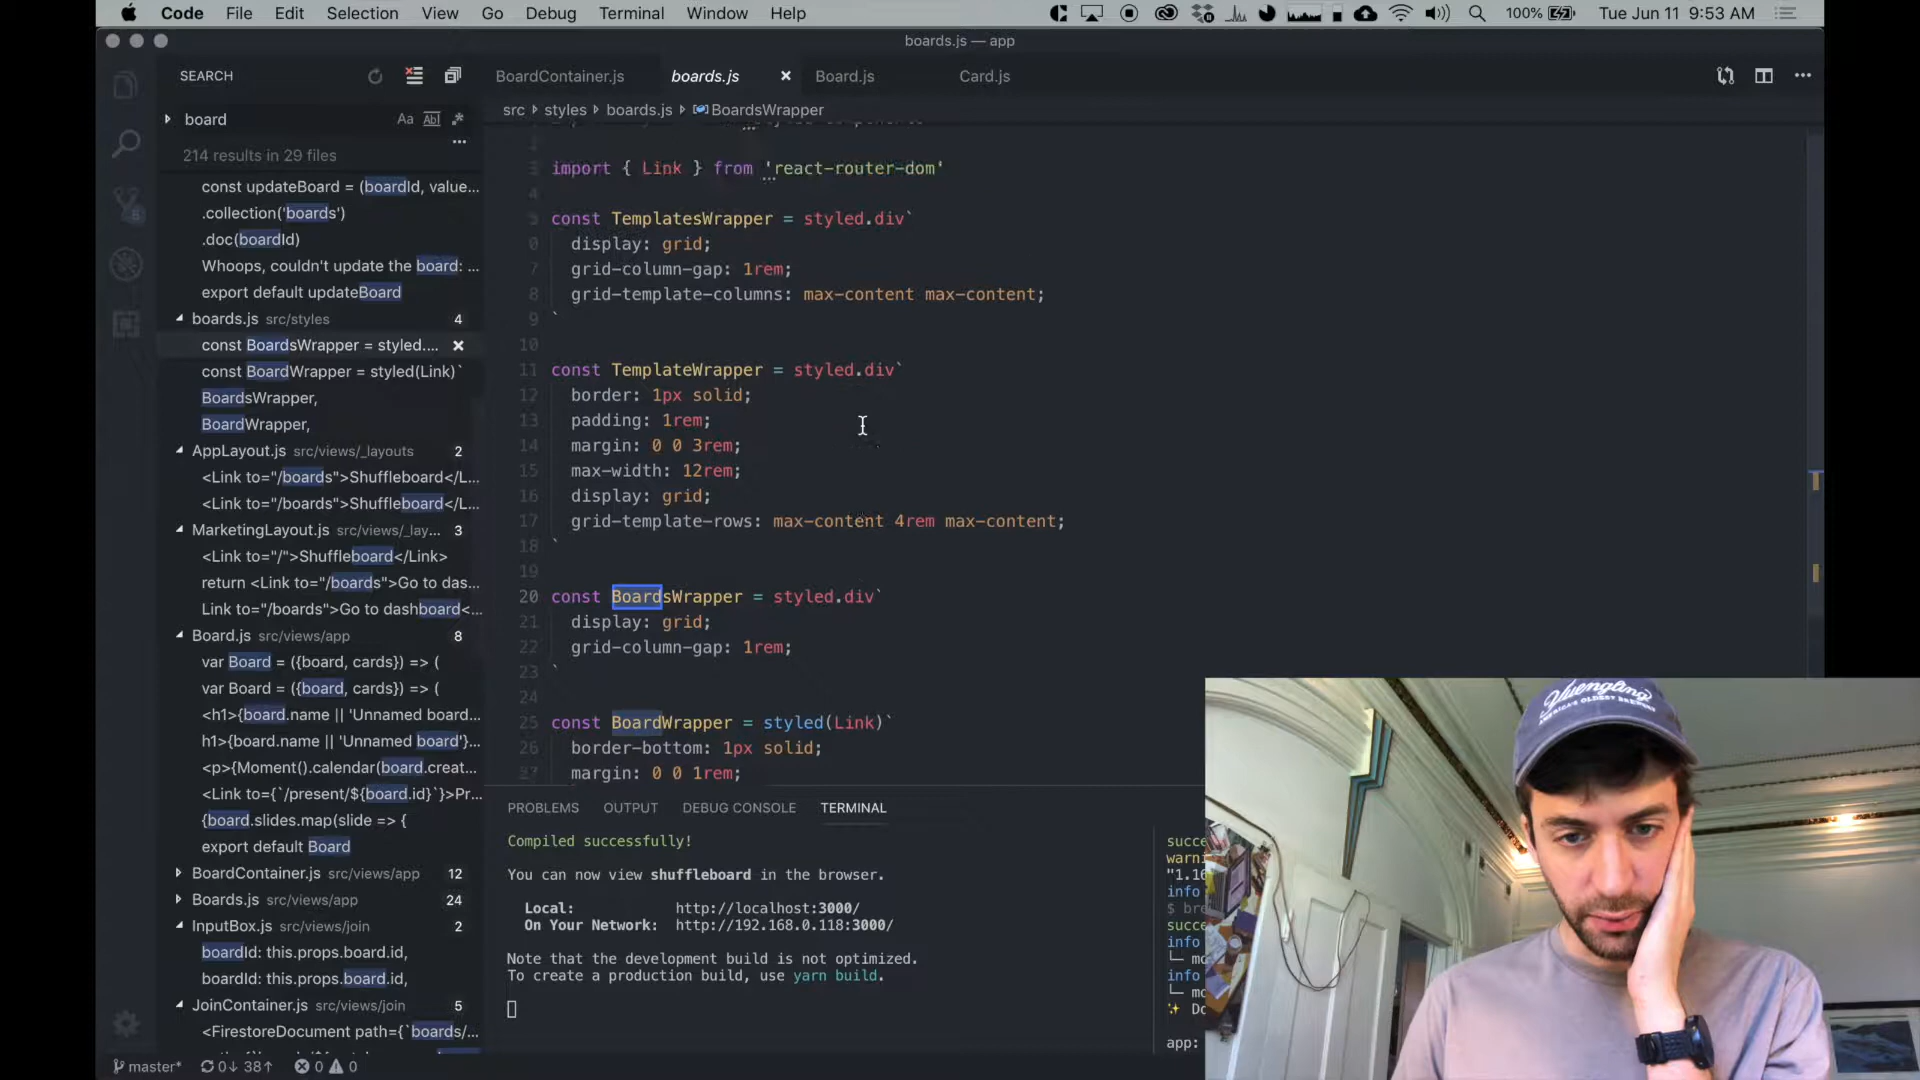 Code File Edit Selection View Go Debug Terminal Window Help 100% Tue Jun 11 9:53 AM
boards.js — app
SEARCH
board
Aa Abl .*
214 results in 29 files
const updateBoard = (boardId, value...
.collection('boards')
.doc(boardId)
Whoops, couldn't update the board: ...
export default updateBoard
boards.js src/styles 4
const BoardsWrapper = styled....
const BoardWrapper = styled(Link)`
BoardsWrapper,
BoardWrapper,
AppLayout.js src/views/_layouts 2
<Link to="/boards">Shuffleboard</L...
<Link to="/boards">Shuffleboard</L...
MarketingLayout.js src/views/_lay... 3
<Link to="/">Shuffleboard</Link>
return <Link to="/boards">Go to das...
Link to="/boards">Go to dashboard<...
Board.js src/views/app 8
var Board = ({board, cards}) => (
var Board = ({board, cards}) => (
<h1>{board.name || 'Unnamed board...
h1>{board.name || 'Unnamed board'}...
<p>{Moment().calendar(board.creat...
<Link to={`/present/${board.id}`}>Pr...
{board.slides.map(slide => {
export default Board
BoardContainer.js src/views/app 12
Boards.js src/views/app 24
InputBox.js src/views/join 2
boardId: this.props.board.id,
boardId: this.props.board.id,
JoinContainer.js src/views/join 5
<FirestoreDocument path={`boards/...
BoardContainer.js boards.js Board.js Card.js
src styles boards.js BoardsWrapper
import { Link } from 'react-router-dom'
4
5 const TemplatesWrapper = styled.div`
display: grid;
7 grid-column-gap: 1rem;
8 grid-template-columns: max-content max-content;
9 `
10
11 const TemplateWrapper = styled.div`
12 border: 1px solid;
13 padding: 1rem;
14 margin: 0 0 3rem;
15 max-width: 12rem;
16 display: grid;
17 grid-template-rows: max-content 4rem max-content;
18 `
19
20 const BoardsWrapper = styled.div`
21 display: grid;
22 grid-column-gap: 1rem;
23 `
24
25 const BoardWrapper = styled(Link)`
26 border-bottom: 1px solid;
27 margin: 0 0 1rem;
PROBLEMS OUTPUT DEBUG CONSOLE TERMINAL
Compiled successfully!
You can now view shuffleboard in the browser.
Local: http://localhost:3000/
On Your Network: http://192.168.0.118:3000/
Note that the development build is not optimized.
To create a production build, use yarn build.
succe
warni
"1.16
info
$ bre
succe
info
└─ mo
info
└─ mo
✨ Do
app:
master* 0↓ 38↑ 0 0
Yuengling